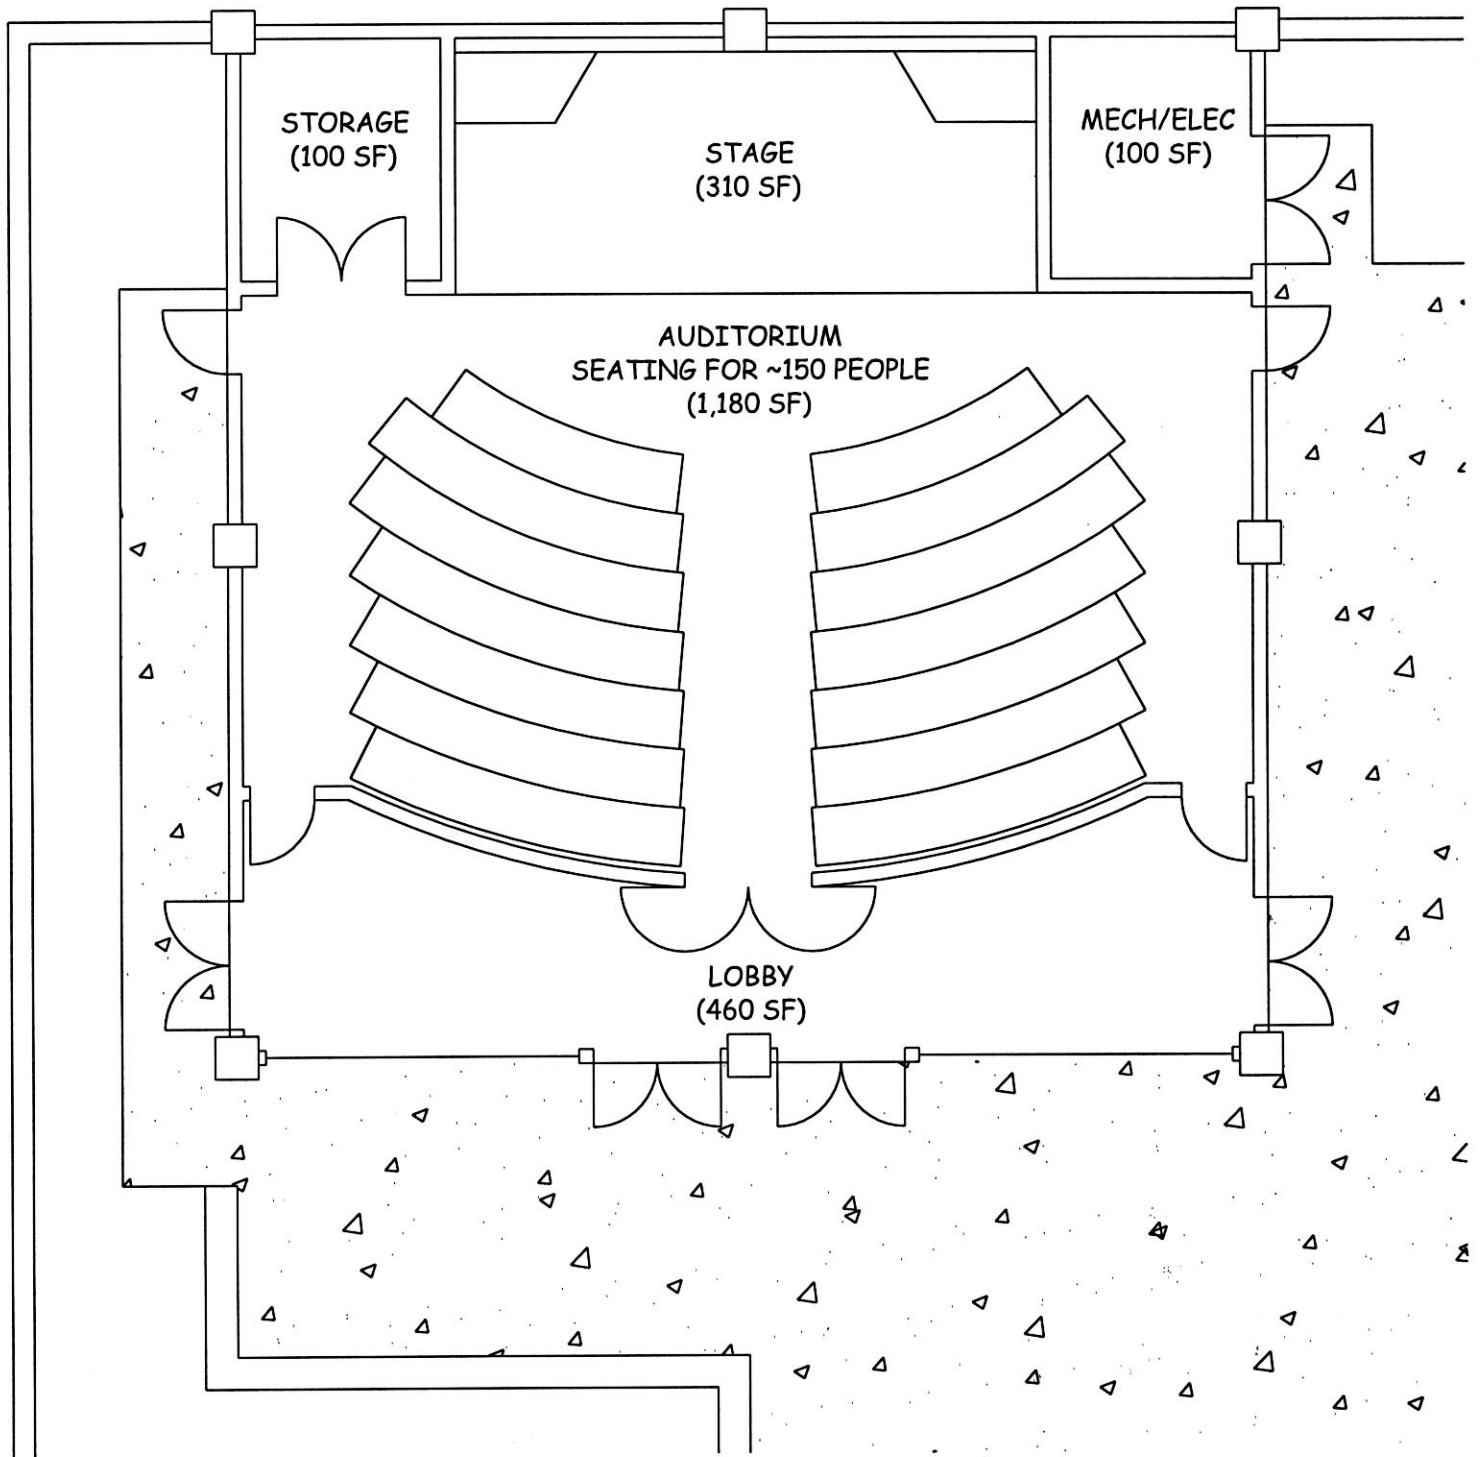 STORAGE
(100 SF)
STAGE
(310 SF)
MECH/ELEC
(100 SF)
AUDITORIUM
SEATING FOR ~150 PEOPLE
(1,180 SF)
LOBBY
(460 SF)